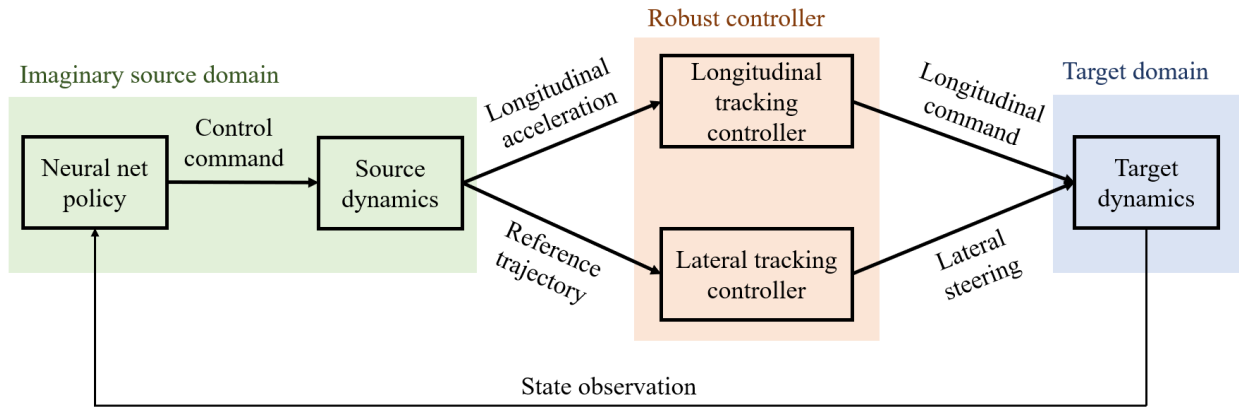 Robust controller
Imaginary source domain
Target domain
Longitudinal
acceleration
Longitudinal
tracking
controller
Longitudinal
command
Control
command
Neural net
policy
Source
dynamics
Target
dynamics
Reference
trajectory
Lateral tracking
controller
Lateral
steering
State observation